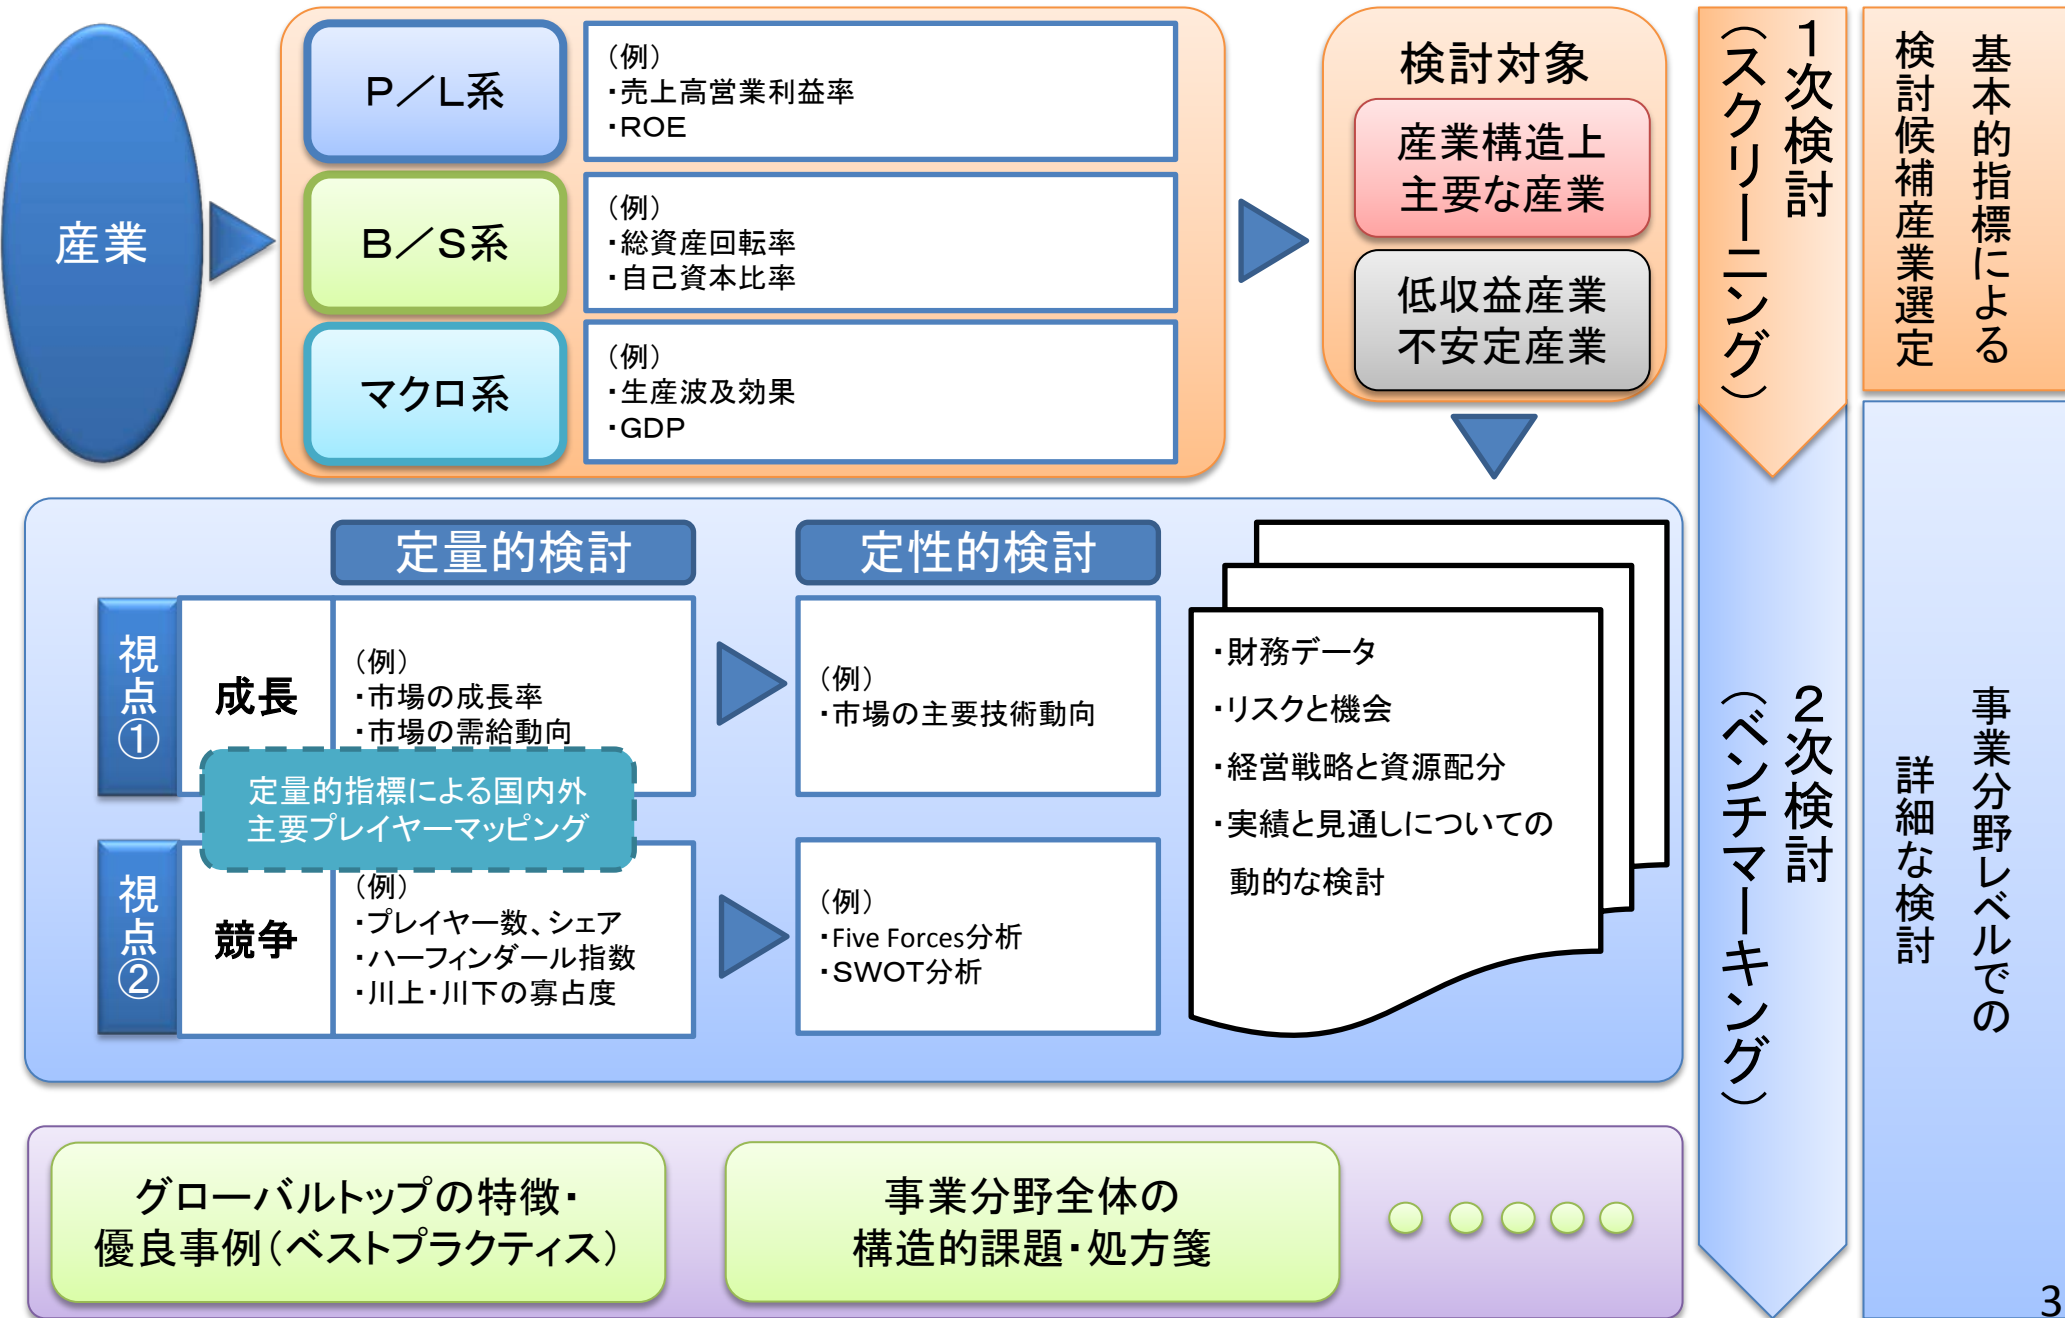 産業
P／L系
（例）
・売上高営業利益率
・ROE
B／S系
（例）
・総資産回転率
・自己資本比率
マクロ系
（例）
・生産波及効果
・GDP
検討対象
産業構造上
主要な産業
低収益産業
不安定産業
１次検討
（スクリーニング）
基本的指標による
検討候補産業選定
定量的検討
定性的検討
視点①
成長
（例）
・市場の成長率
・市場の需給動向
（例）
・市場の主要技術動向
定量的指標による国内外
主要プレイヤーマッピング
視点②
競争
（例）
・プレイヤー数、シェア
・ハーフィンダール指数
・川上・川下の寡占度
（例）
・Five Forces分析
・SWOT分析
・財務データ
・リスクと機会
・経営戦略と資源配分
・実績と見通しについての
動的な検討
２次検討
（ベンチマーキング）
事業分野レベルでの
詳細な検討
グローバルトップの特徴・
優良事例（ベストプラクティス）
事業分野全体の
構造的課題・処方箋
3